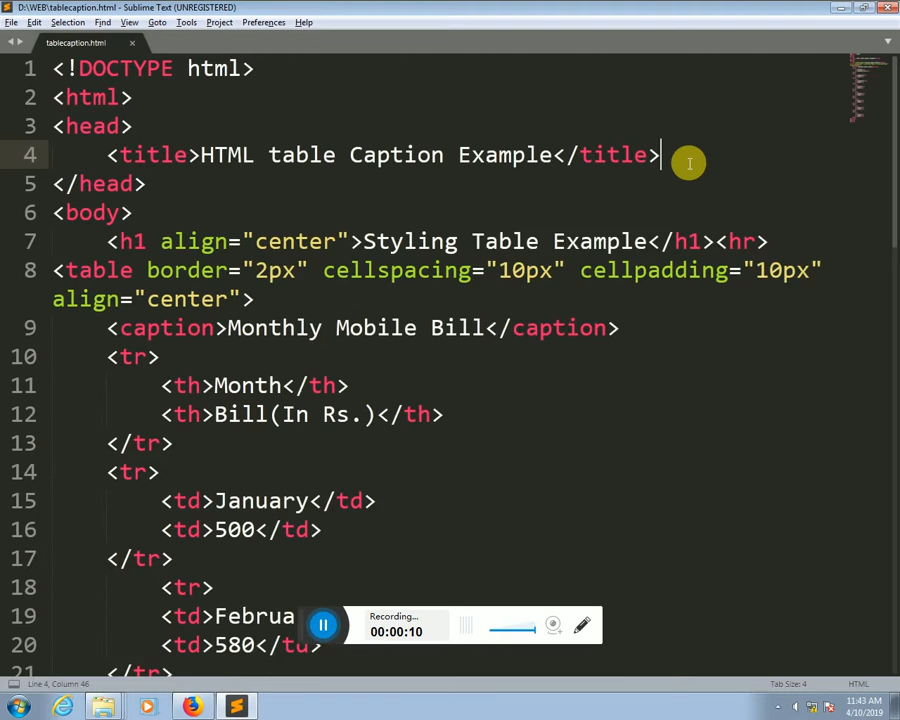 D:\WEB\tablecaption.html - Sublime Text (UNREGISTERED)
File Edit Selection Find View Goto Tools Project Preferences Help
tablecaption.html
1 <!DOCTYPE html>
2 <html>
3 <head>
4 <title>HTML table Caption Example</title>
5 </head>
6 <body>
7 <h1 align="center">Styling Table Example</h1><hr>
8 <table border="2px" cellspacing="10px" cellpadding="10px"
align="center">
9 <caption>Monthly Mobile Bill</caption>
10 <tr>
11 <th>Month</th>
12 <th>Bill(In Rs.)</th>
13 </tr>
14 <tr>
15 <td>January</td>
16 <td>500</td>
17 </tr>
18 <tr>
19 <td>Februa
20 <td>580</td>
21 </tr>
Recording...
00:00:10
Line 4, Column 46
Tab Size: 4
HTML
11:43 AM
4/10/2019